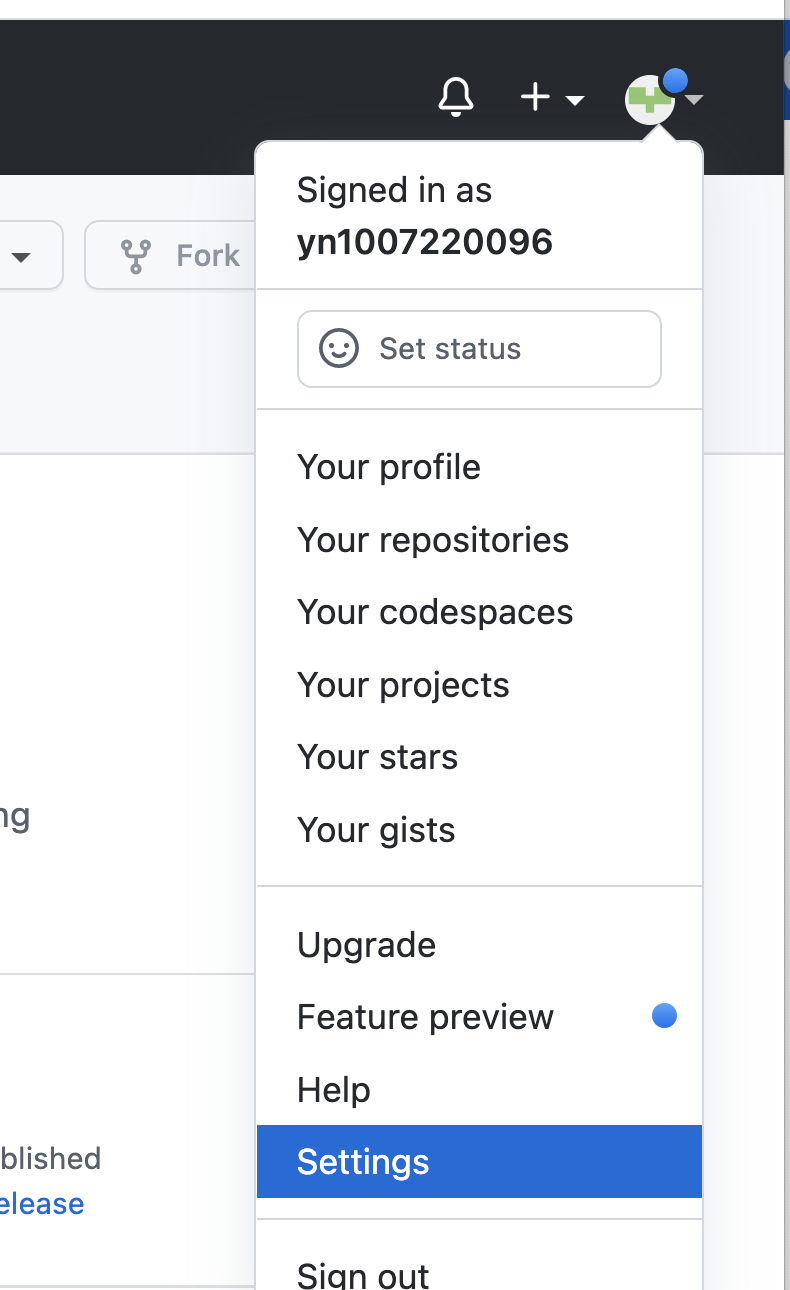 Fork
Signed in as
yn1007220096
Set status
Your profile
Your repositories
Your codespaces
Your projects
Your stars
Your gists
ng
Upgrade
Feature preview
Help
blished
Settings
elease
Sign out